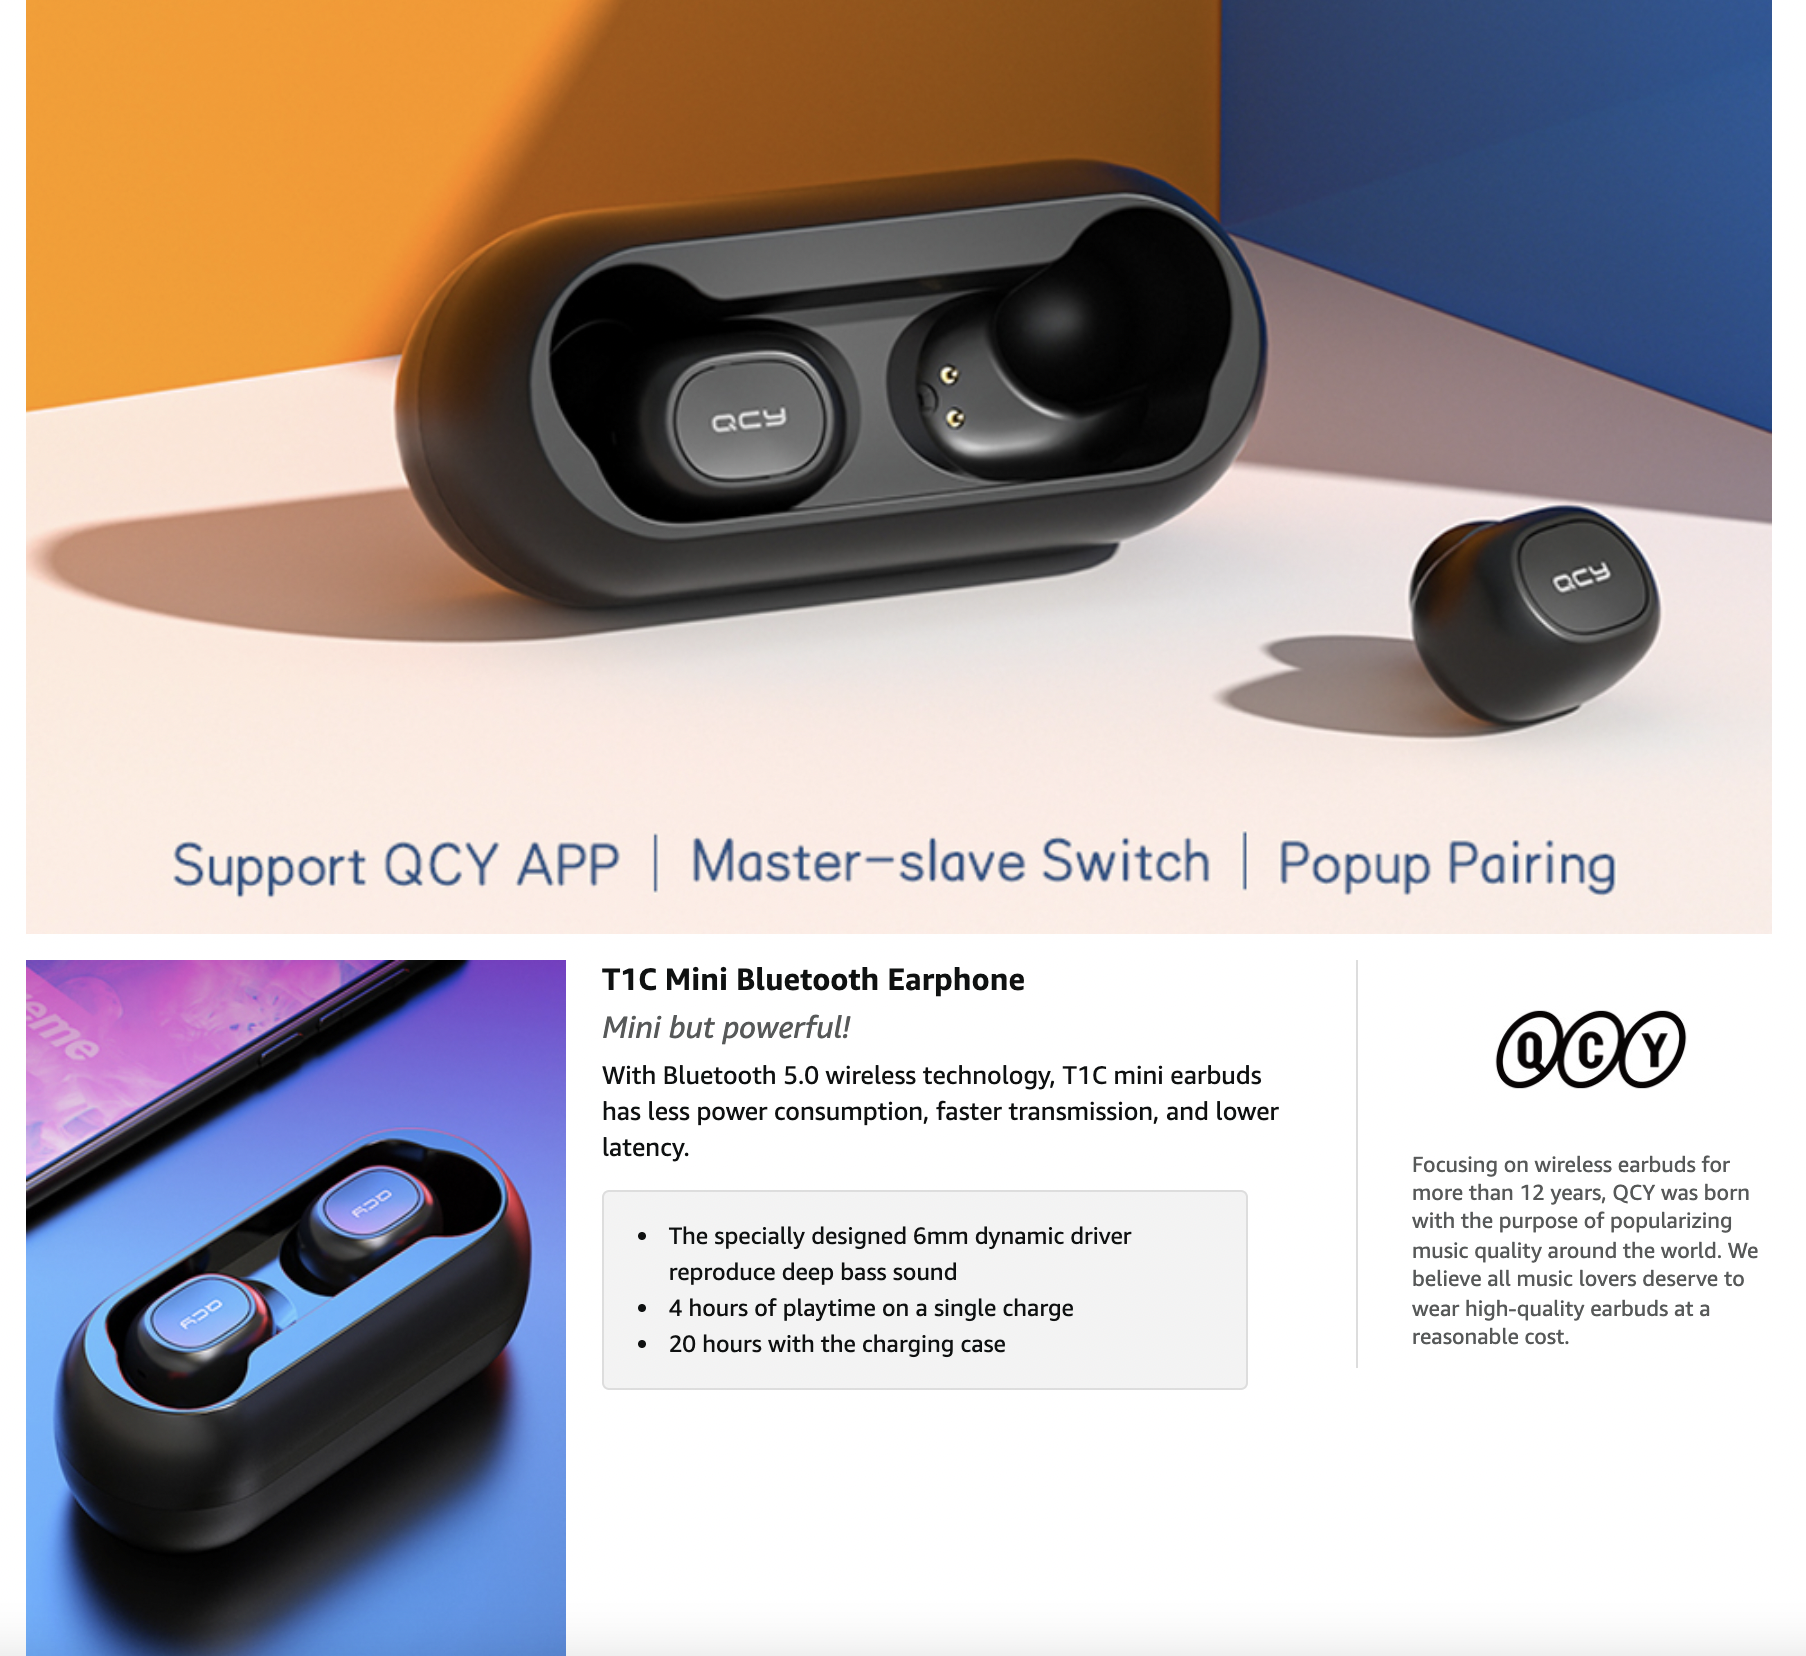 QCY
QCY
Support QCY APP | Master-slave Switch | Popup Pairing
eme
QCY
QCY
T1C Mini Bluetooth Earphone
Mini but powerful!
With Bluetooth 5.0 wireless technology, T1C mini earbuds
has less power consumption, faster transmission, and lower
latency.
• The specially designed 6mm dynamic driver
reproduce deep bass sound
• 4 hours of playtime on a single charge
• 20 hours with the charging case
QCY
Focusing on wireless earbuds for
more than 12 years, QCY was born
with the purpose of popularizing
music quality around the world. We
believe all music lovers deserve to
wear high-quality earbuds at a
reasonable cost.